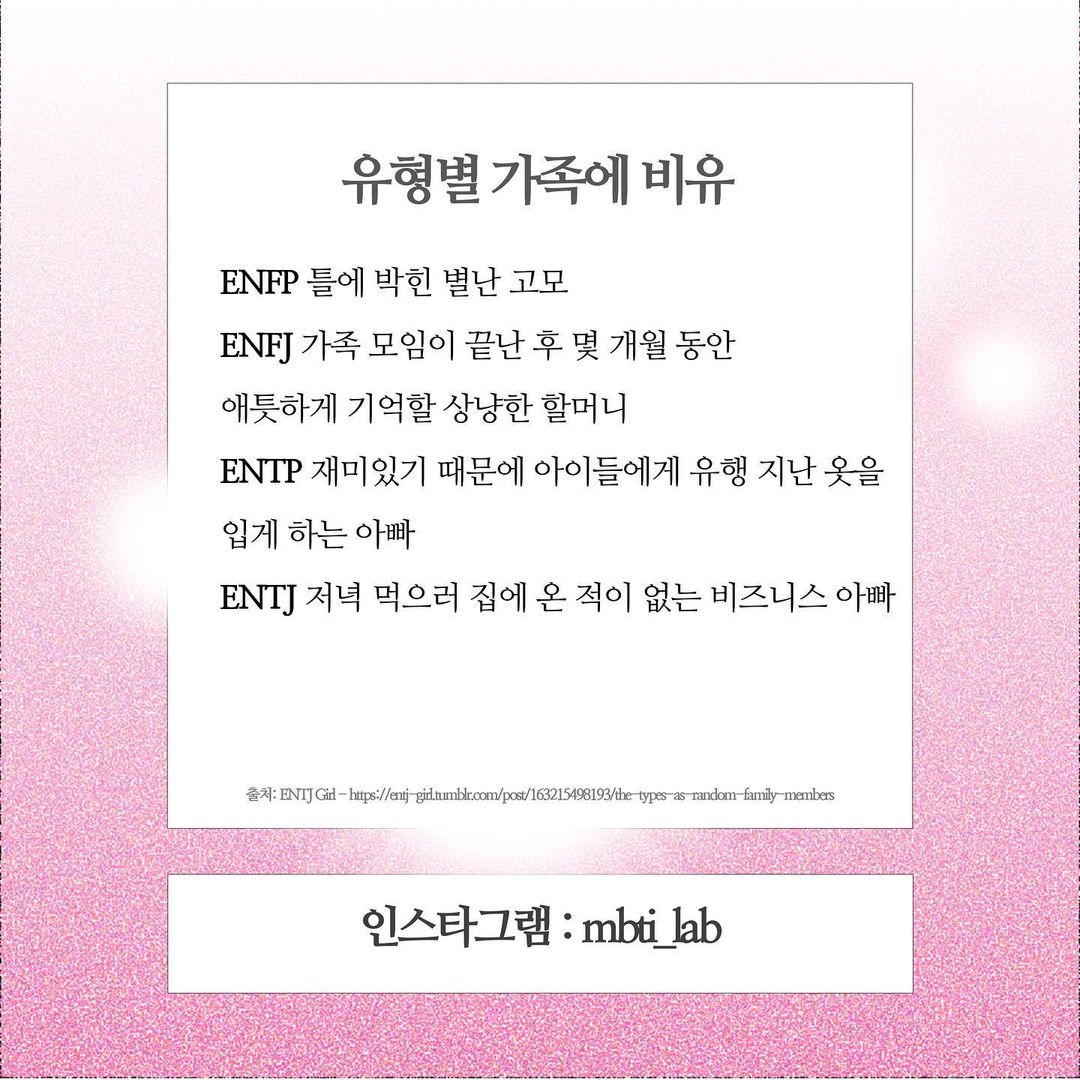 유형별 가족에 비유
ENFP 틀에 박힌 별난 고모
ENFJ 가족 모임이 끝난 후 몇 개월 동안
애틋하게 기억할 상냥한 할머니
ENTP 재미있기 때문에 아이들에게 유행 지난 옷을
입게 하는 아빠
ENTJ 저녁 먹으러 집에 온 적이 없는 비즈니스 아빠
출처: ENTJ Girl - https://entj-girl.tumblr.com/post/163215498193/the-types-as-random-family-members
인스타그램 : mbti_lab